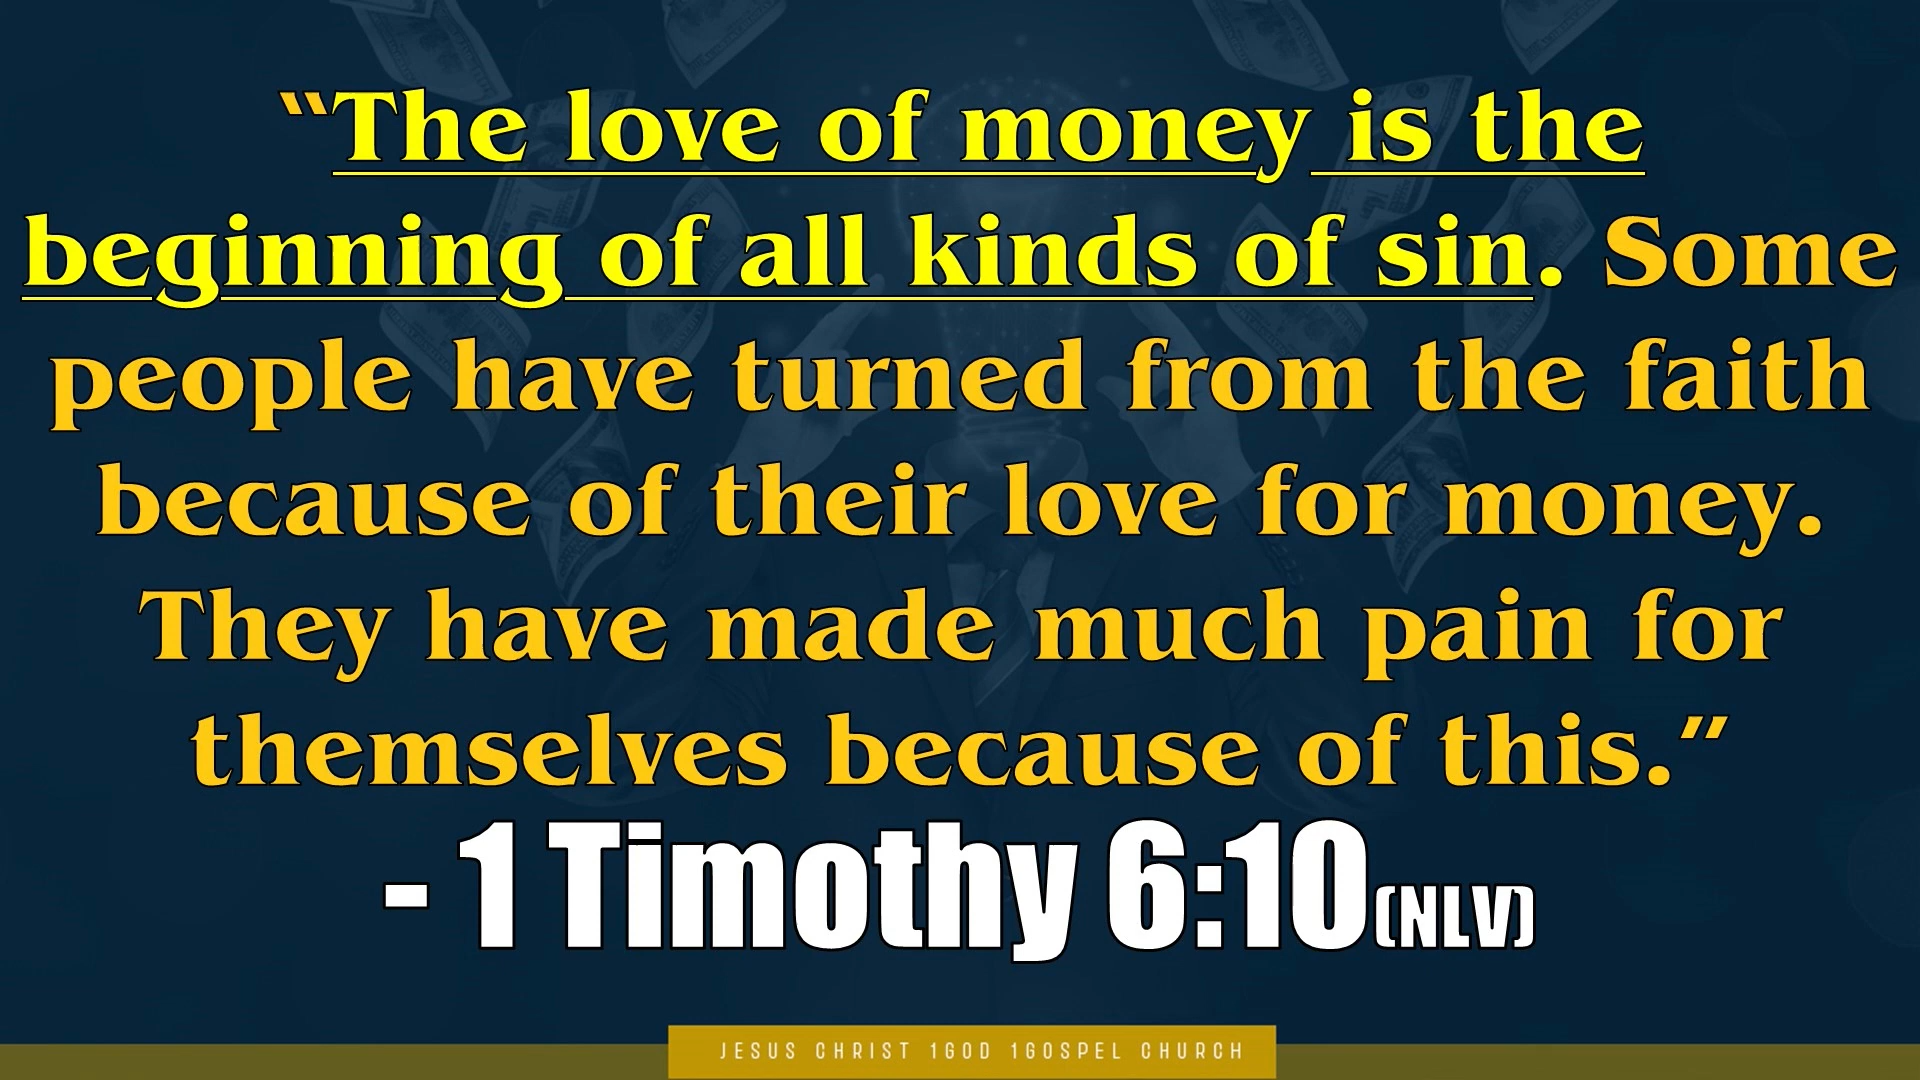 “The love of money is the
beginning of all kinds of sin. Some
people have turned from the faith
because of their love for money.
They have made much pain for
themselves because of this.”
- 1 Timothy 6:10(NLV)
JESUS CHRIST 1GOD 1GOSPEL CHURCH